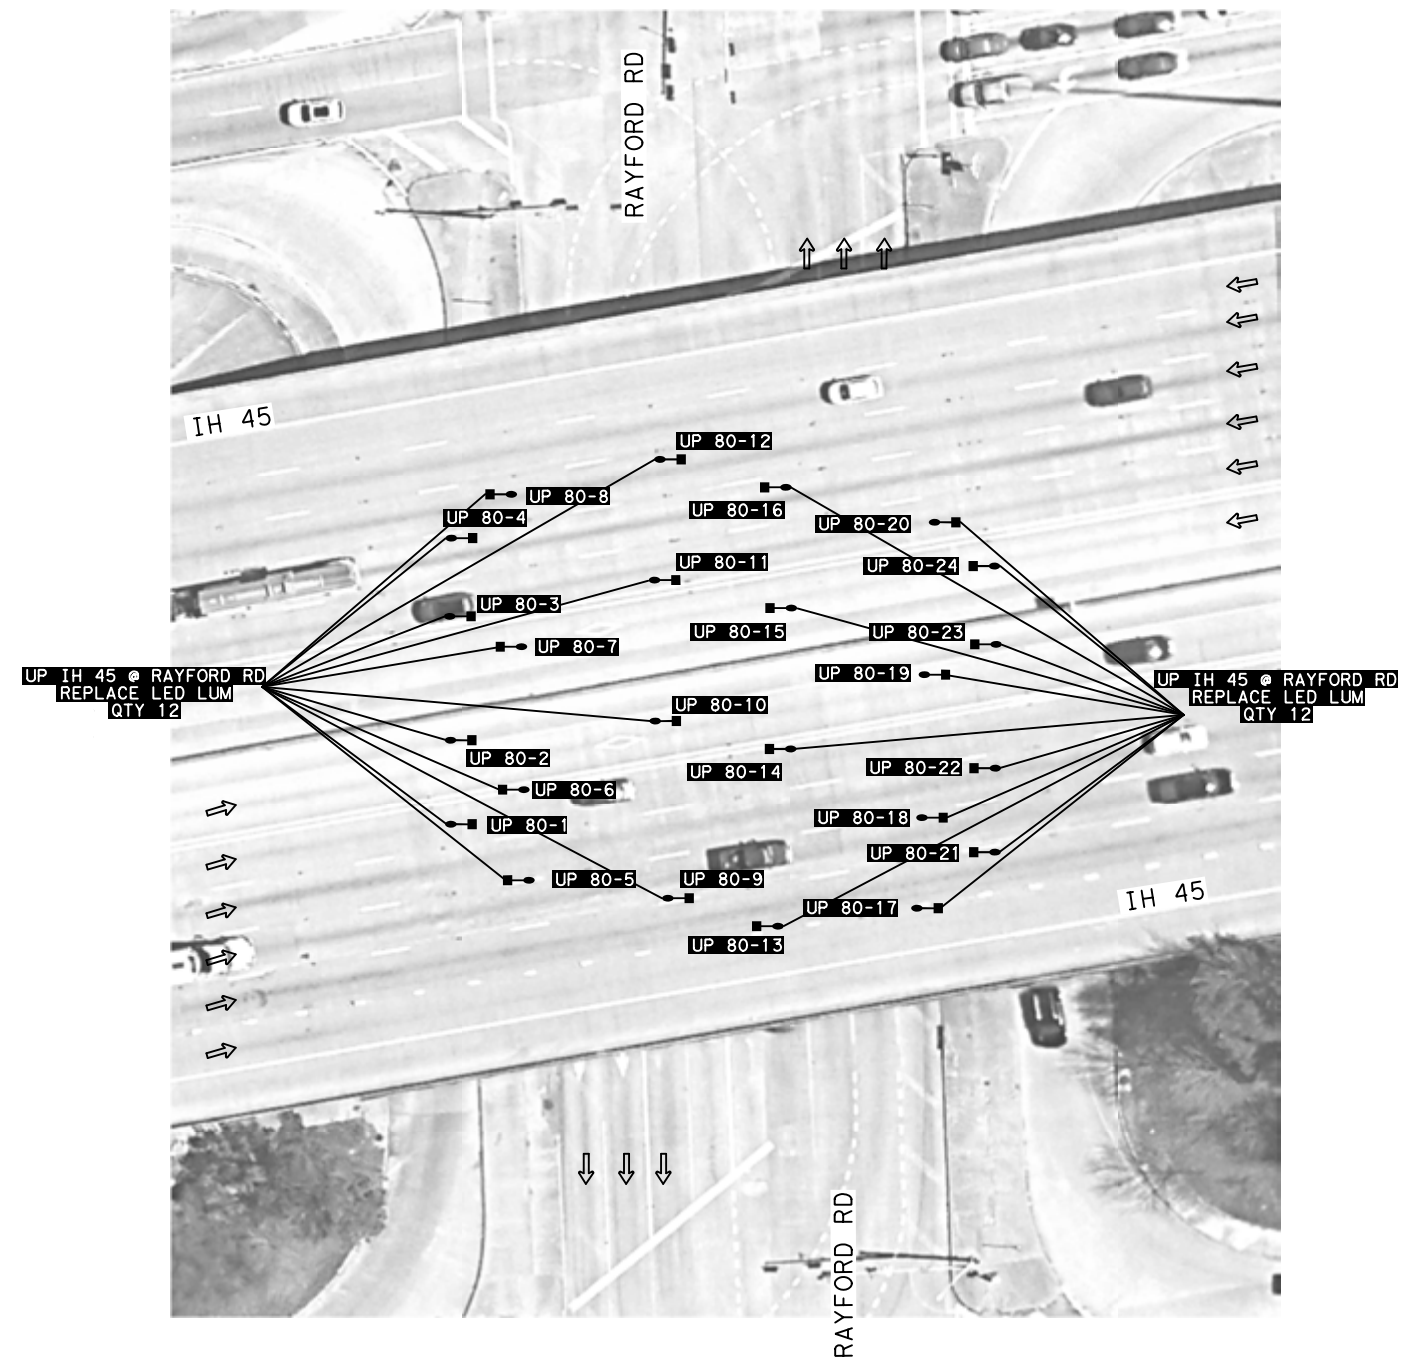 RAYFORD RD
IH 45
UP 80-12
UP 80-8
UP 80-4
UP 80-16
UP 80-20
UP 80-11
UP 80-24
UP 80-3
UP 80-15
UP 80-23
UP 80-7
UP 80-19
UP IH 45 @ RAYFORD RD
REPLACE LED LUM
QTY 12
UP IH 45 @ RAYFORD RD
REPLACE LED LUM
QTY 12
UP 80-10
UP 80-2
UP 80-14
UP 80-22
UP 80-6
UP 80-1
UP 80-18
UP 80-21
UP 80-5
UP 80-9
UP 80-17
IH 45
UP 80-13
RAYFORD RD